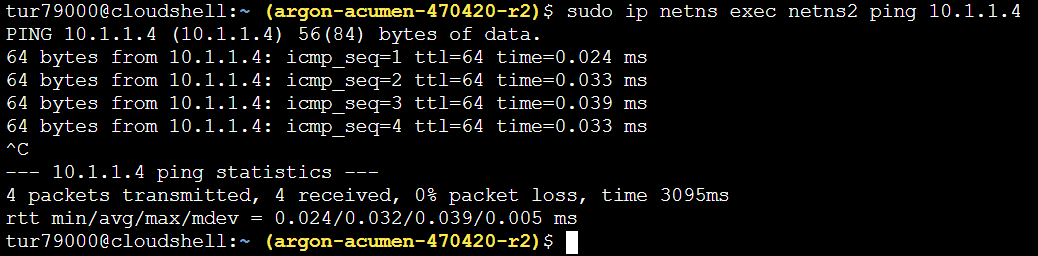 tur79000@cloudshell:~ (argon-acumen-470420-r2)$ sudo ip netns exec netns2 ping 10.1.1.4
PING 10.1.1.4 (10.1.1.4) 56(84) bytes of data.
64 bytes from 10.1.1.4: icmp_seq=1 ttl=64 time=0.024 ms
64 bytes from 10.1.1.4: icmp_seq=2 ttl=64 time=0.033 ms
64 bytes from 10.1.1.4: icmp_seq=3 ttl=64 time=0.039 ms
64 bytes from 10.1.1.4: icmp_seq=4 ttl=64 time=0.033 ms
^C
--- 10.1.1.4 ping statistics ---
4 packets transmitted, 4 received, 0% packet loss, time 3095ms
rtt min/avg/max/mdev = 0.024/0.032/0.039/0.005 ms
tur79000@cloudshell:~ (argon-acumen-470420-r2)$